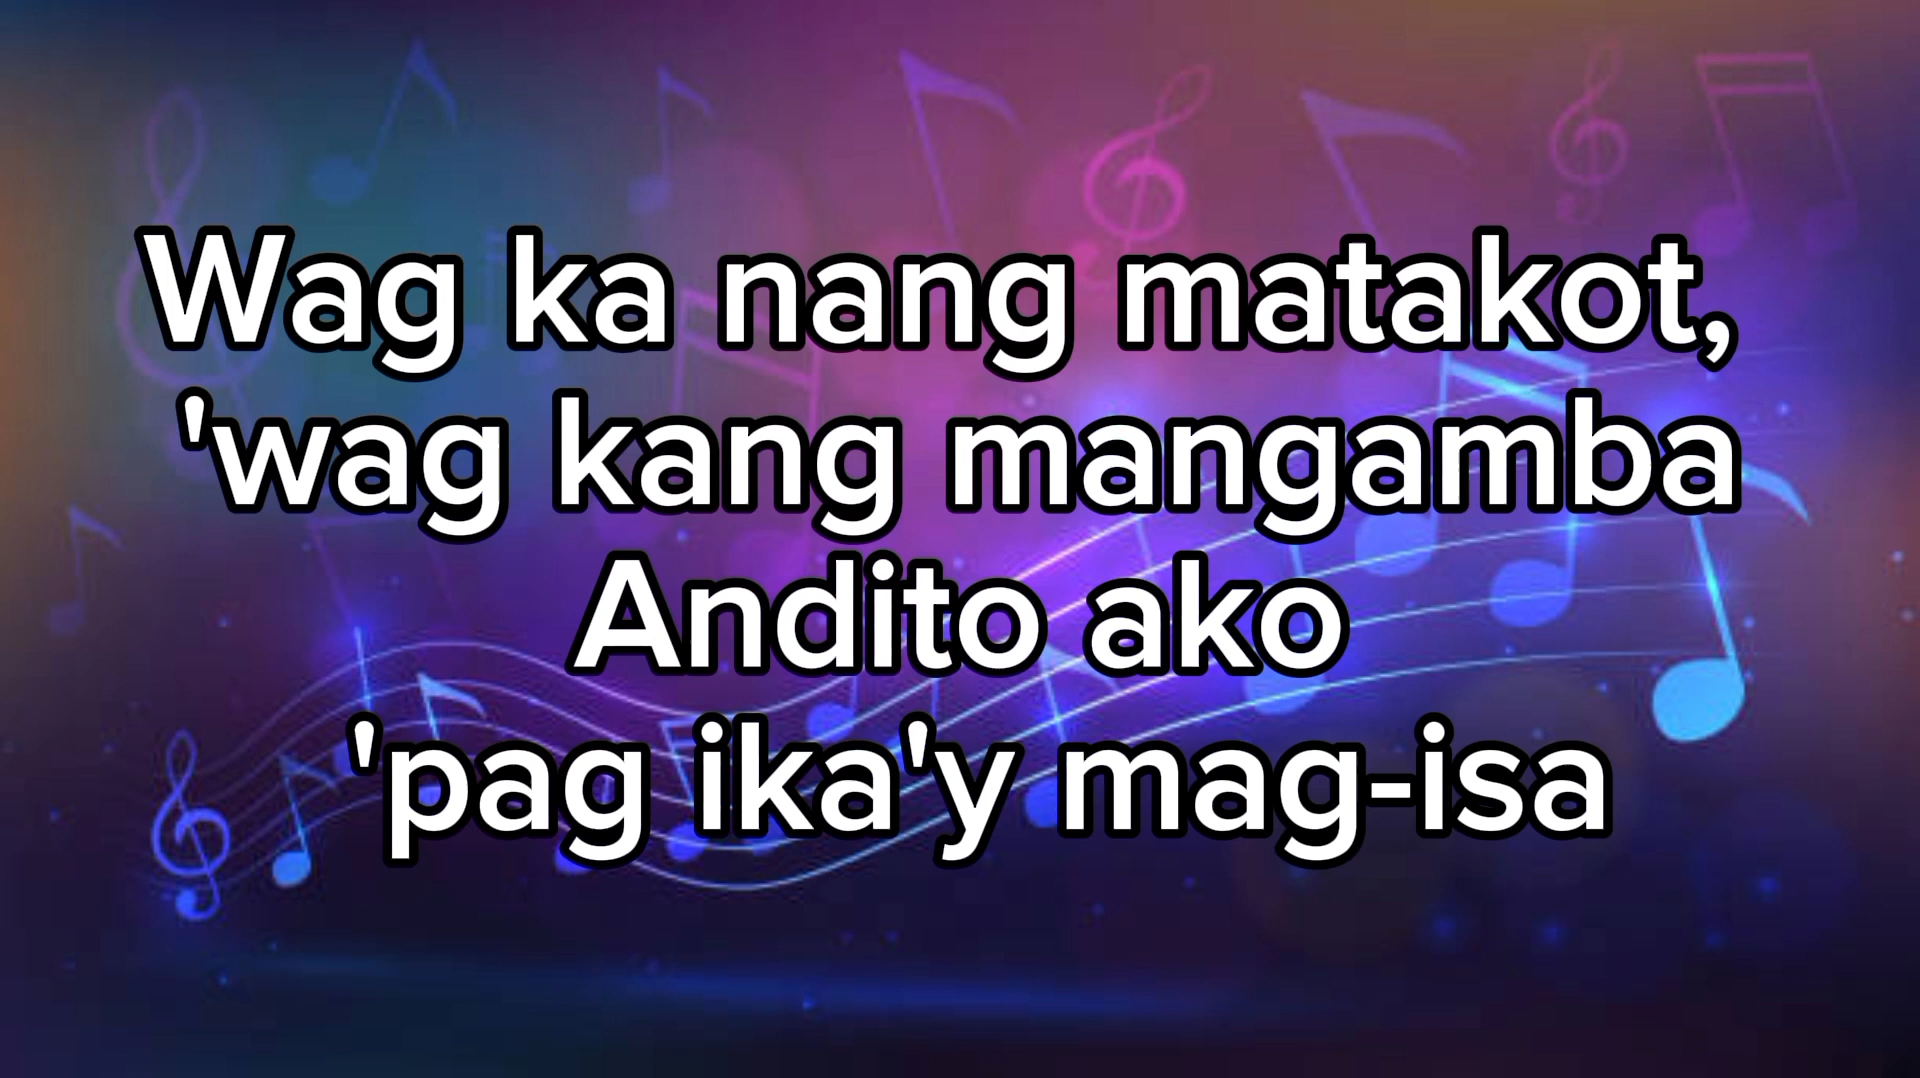 Wag ka nang matakot,
'wag kang mangamba
Andito ako
'pag ika'y mag-isa